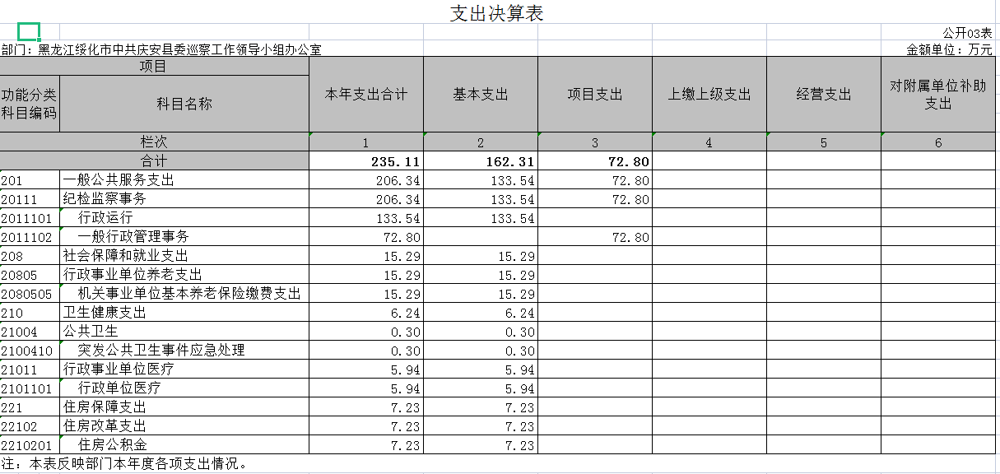 支出决算表
公开03表
部门：黑龙江绥化市中共庆安县委巡察工作领导小组办公室 金额单位：万元
项目
功能分类科目编码 科目名称 本年支出合计 基本支出 项目支出 上缴上级支出 经营支出 对附属单位补助支出
栏次 1 2 3 4 5 6
合计 235.11 162.31 72.80
201 一般公共服务支出 206.34 133.54 72.80
20111 纪检监察事务 206.34 133.54 72.80
2011101 行政运行 133.54 133.54
2011102 一般行政管理事务 72.80 72.80
208 社会保障和就业支出 15.29 15.29
20805 行政事业单位养老支出 15.29 15.29
2080505 机关事业单位基本养老保险缴费支出 15.29 15.29
210 卫生健康支出 6.24 6.24
21004 公共卫生 0.30 0.30
2100410 突发公共卫生事件应急处理 0.30 0.30
21011 行政事业单位医疗 5.94 5.94
2101101 行政单位医疗 5.94 5.94
221 住房保障支出 7.23 7.23
22102 住房改革支出 7.23 7.23
2210201 住房公积金 7.23 7.23
注：本表反映部门本年度各项支出情况。